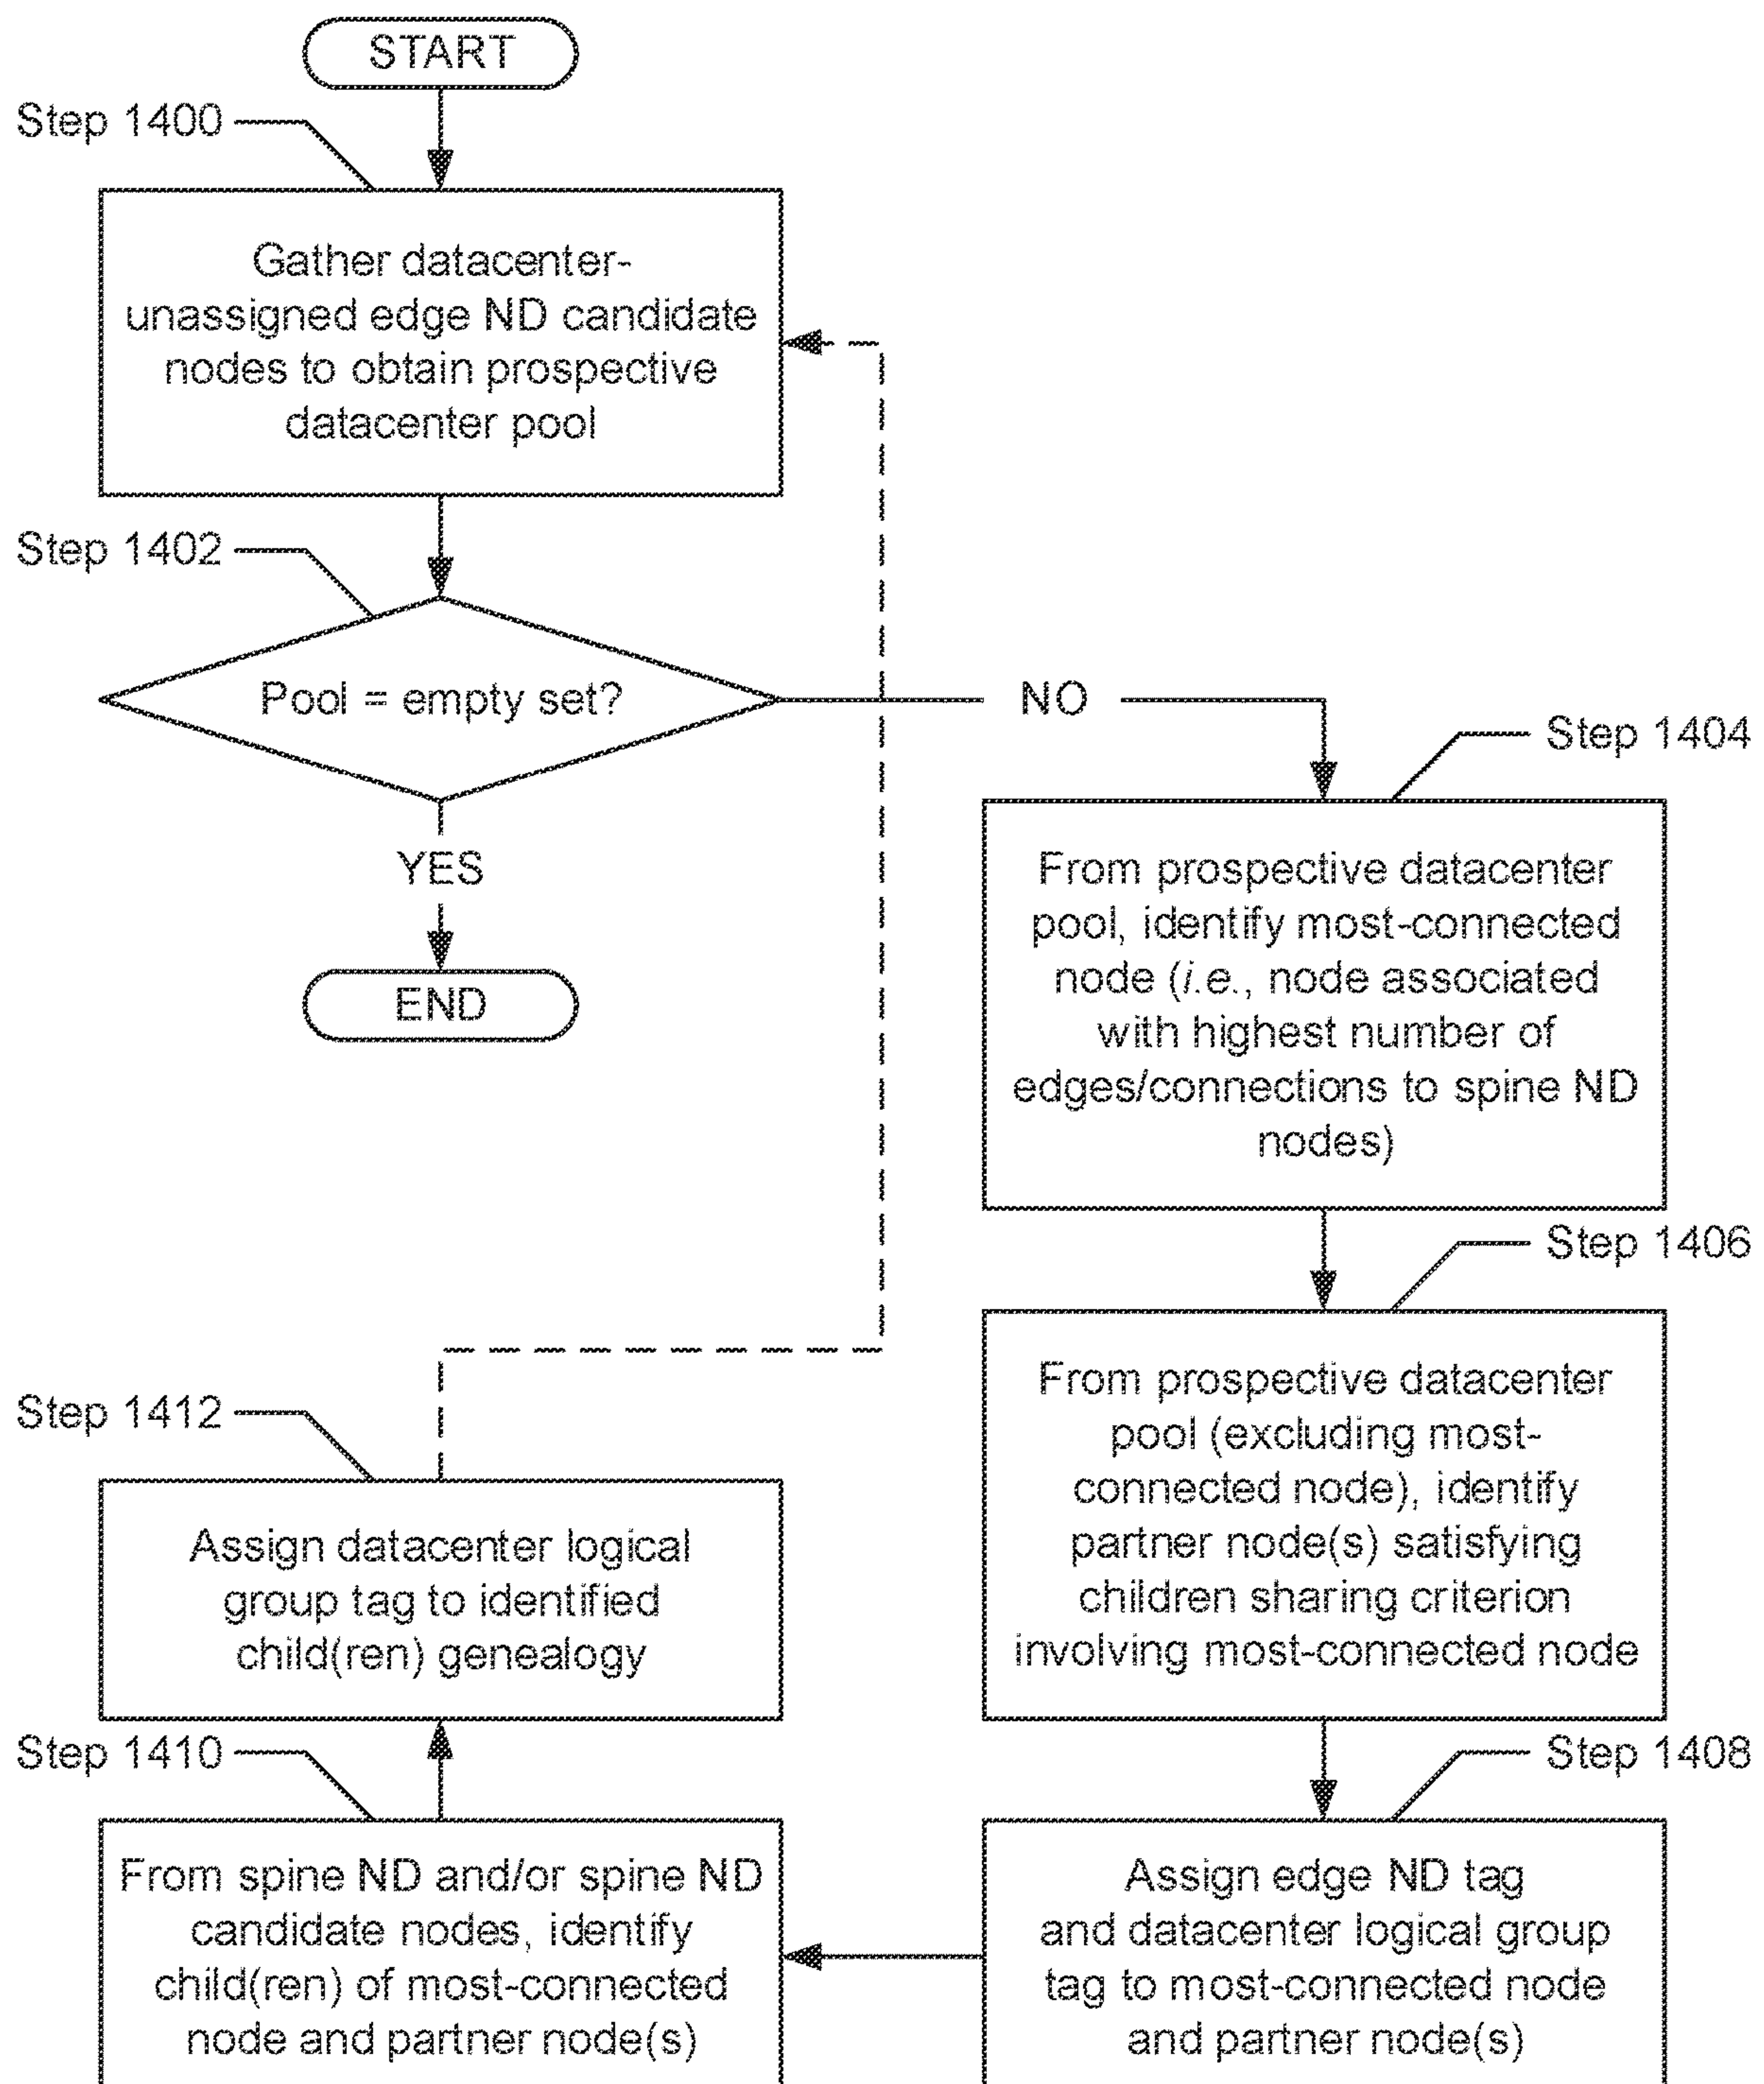 START
Step 1400
Gather datacenter-
unassigned edge ND candidate
nodes to obtain prospective
datacenter pool
Step 1402
Pool = empty set?
NO
YES
END
Step 1404
From prospective datacenter
pool, identify most-connected
node (i.e., node associated
with highest number of
edges/connections to spine ND
nodes)
Step 1406
From prospective datacenter
pool (excluding most-
connected node), identify
partner node(s) satisfying
children sharing criterion
involving most-connected node
Step 1408
Assign edge ND tag
and datacenter logical group
tag to most-connected node
and partner node(s)
Step 1410
From spine ND and/or spine ND
candidate nodes, identify
child(ren) of most-connected
node and partner node(s)
Step 1412
Assign datacenter logical
group tag to identified
child(ren) genealogy